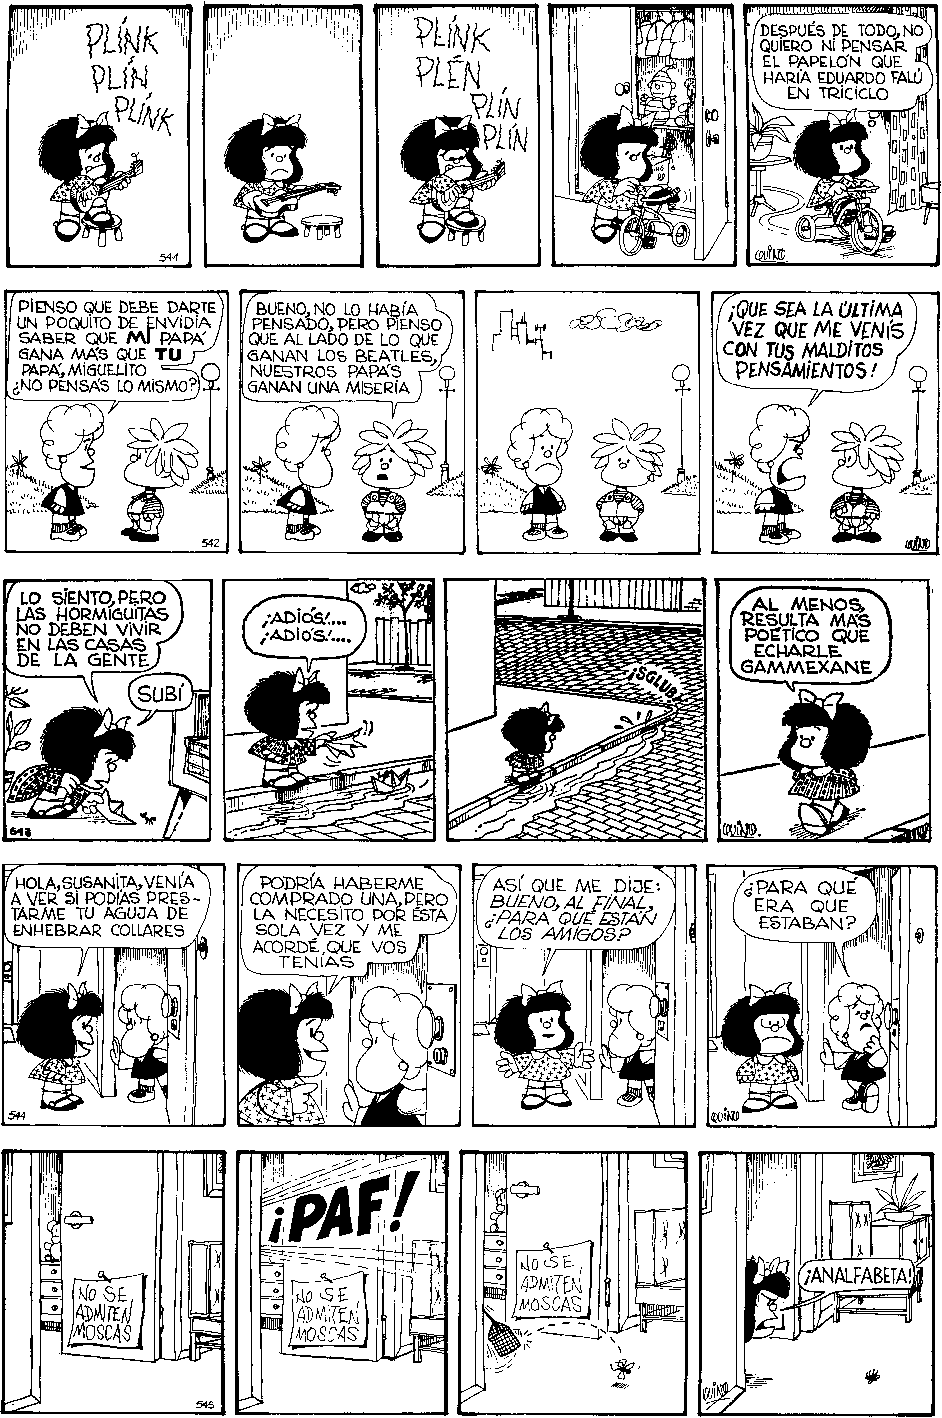 PLINK
PLÍN
PLÍNK
541
PLINK
PLÉN
PLÍN
PLÍN
DESPUÉS DE TODO, NO
QUIERO NI PENSAR
EL PAPELÓN QUE
HARÍA EDUARDO FALÚ
EN TRICICLO
QUINO
PIENSO QUE DEBE DARTE
UN POQUITO DE ENVIDIA
SABER QUE MI PAPÁ
GANA MÁS QUE TU
PAPÁ, MIGUELITO
¿NO PENSÁS LO MISMO?
542
BUENO, NO LO HABÍA
PENSADO, PERO PIENSO
QUE AL LADO DE LO QUE
GANAN LOS BEATLES,
NUESTROS PAPÁS
GANAN UNA MISERIA
¡QUE SEA LA ÚLTIMA
VEZ QUE ME VENÍS
CON TUS MALDITOS
PENSAMIENTOS!
QUINO
LO SIENTO, PERO
LAS HORMIGUITAS
NO DEBEN VIVIR
EN LAS CASAS
DE LA GENTE
SUBÍ
543
¡ADIÓS!....
¡ADIÓS!....
¡SGLUB!
AL MENOS,
RESULTA MÁS
POÉTICO QUE
ECHARLE
GAMMEXANE
QUINO.
HOLA, SUSANITA, VENÍA
A VER SI PODÍAS PRES-
TARME TU AGUJA DE
ENHEBRAR COLLARES
544
PODRÍA HABERME
COMPRADO UNA, PERO
LA NECESITO POR ESTA
SOLA VEZ Y ME
ACORDÉ, QUE VOS
TENÍAS
ASÍ QUE ME DIJE:
BUENO, AL FINAL,
¿PARA QUÉ ESTÁN
LOS AMIGOS?
¿PARA QUÉ
ERA QUE
ESTABAN?
QUINO
NO SE
ADMITEN
MOSCAS
545
¡PAF!
NO SE
ADMITEN
MOSCAS
NO SE
ADMITEN
MOSCAS
¡ANALFABETA!
QUINO